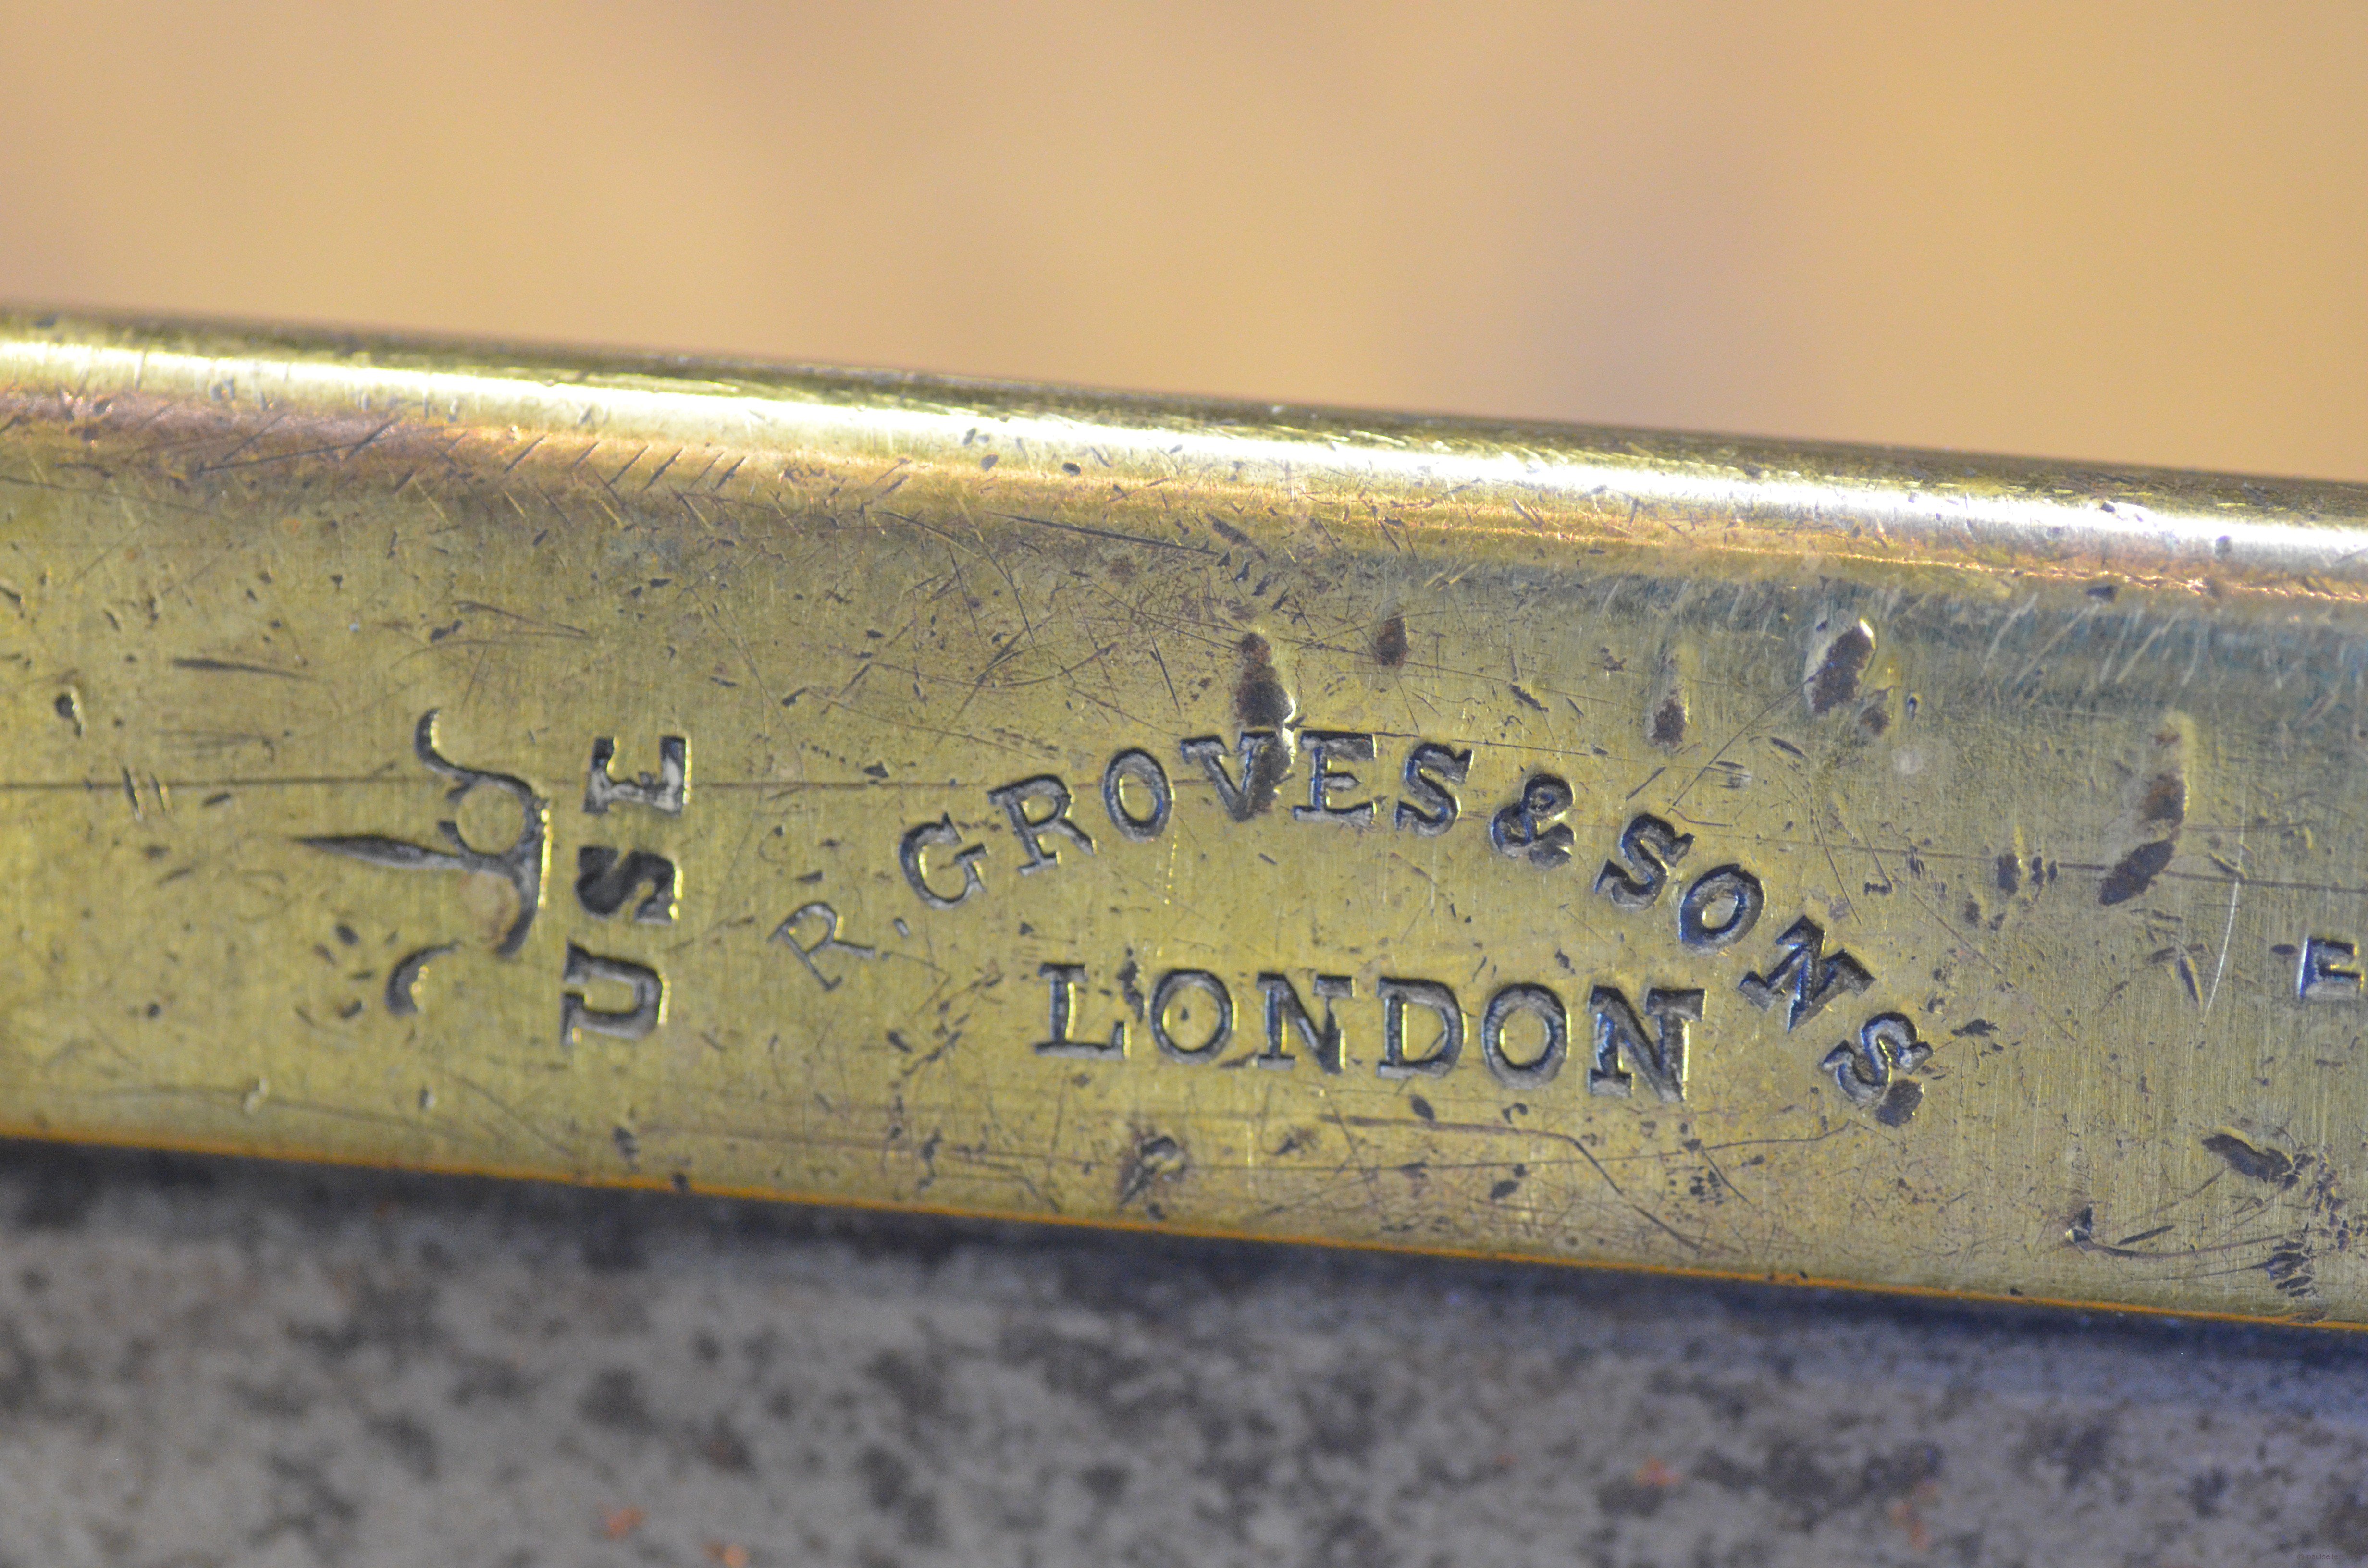 USE
R. GROVES & SONS
LONDON
E